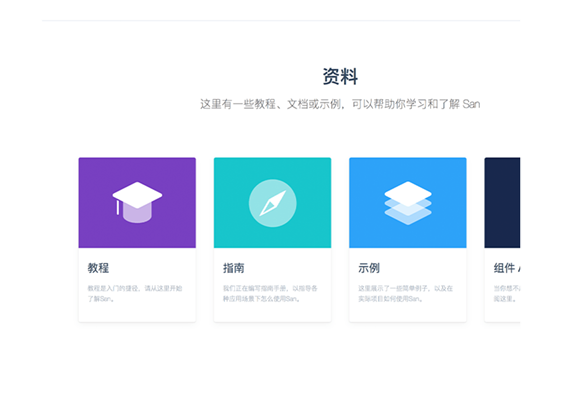 资料
这里有一些教程、文档或示例，可以帮助你学习和了解 San
教程
教程是入门的捷径，请从这里开始
了解San。
指南
我们正在编写指南手册，以指导各
种应用场景下怎么使用San。
示例
这里展示了一些简单例子，以及在
实际项目如何使用San。
组件
当你想不
阅这里。